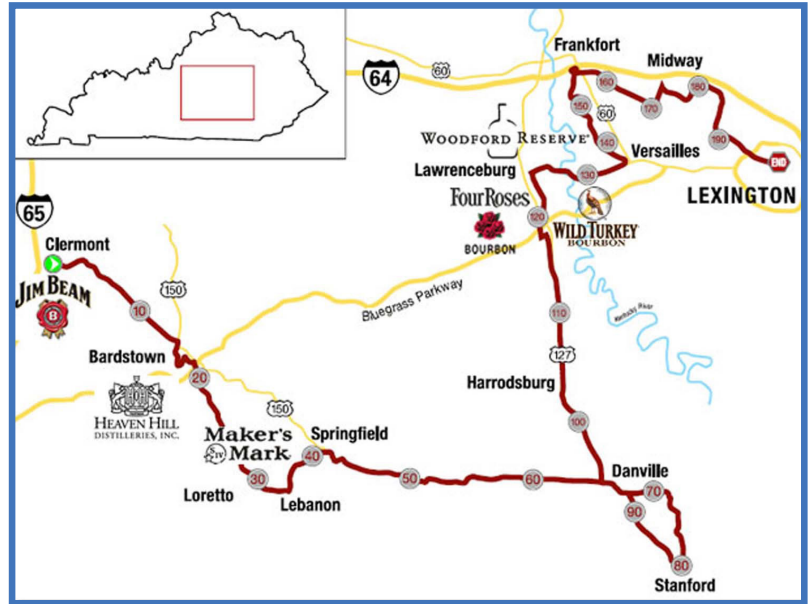 Frankfort
Midway
60
64
160
180
170
150
60
WOODFORD RESERVE
140
190
END
Versailles
Lawrenceburg
130
LEXINGTON
65
Four Roses
BOURBON
120
WILD TURKEY
BOURBON
Clermont
JIM BEAM
B
150
10
Bluegrass Parkway
110
Kentucky River
127
Bardstown
20
Harrodsburg
HEAVEN HILL
DISTILLERIES, INC.
150
100
Maker's
Mark
SIV
Springfield
40
Danville
30
50
60
70
Loretto
Lebanon
90
80
Stanford